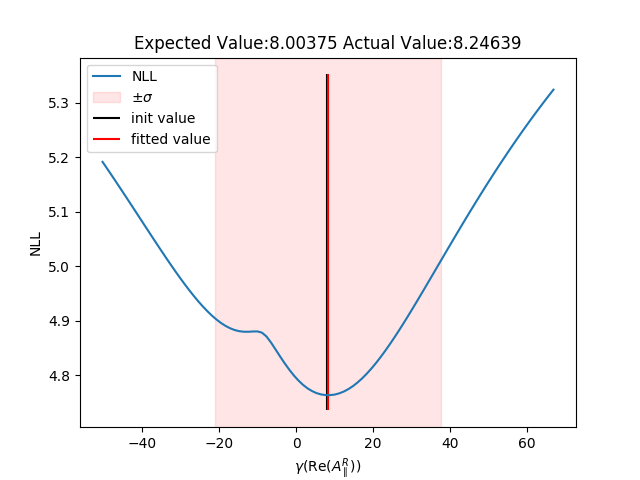 Expected Value:8.00375 Actual Value:8.24639
NLL
±σ
init value
fitted value
5.3
5.2
5.1
5.0
4.9
4.8
NLL
−40
−20
0
20
40
60
γ(Re(A_∥^R))